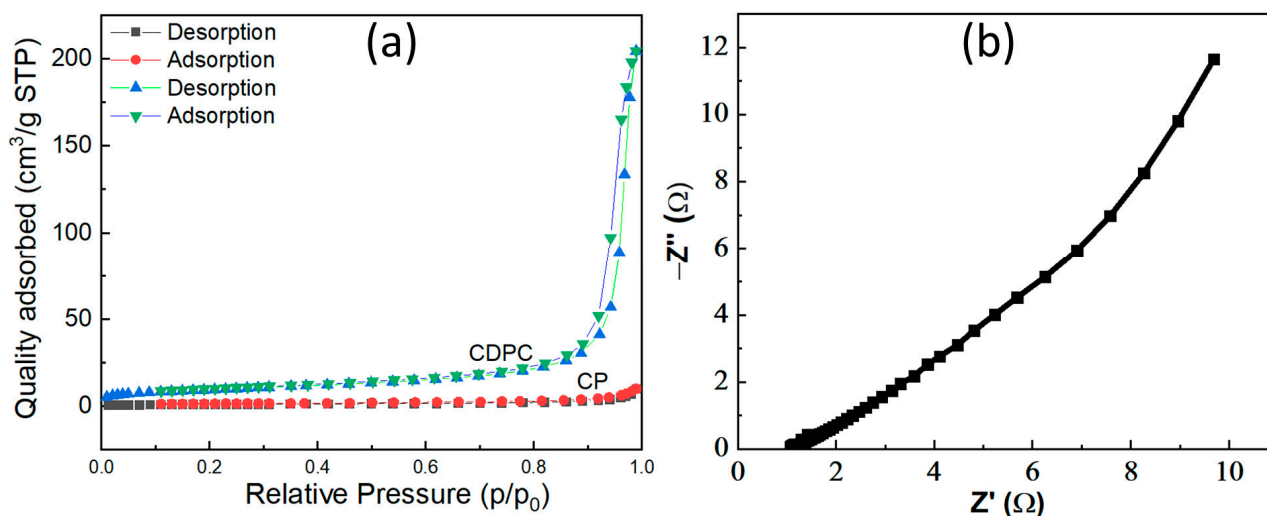 (a)
Desorption
Adsorption
Desorption
Adsorption
Quality adsorbed (cm³/g STP)
200
150
100
50
0
CDPC
CP
0.0 0.2 0.4 0.6 0.8 1.0
Relative Pressure (p/p₀)
(b)
−Z'' (Ω)
12
10
8
6
4
2
0
0 2 4 6 8 10
Z' (Ω)